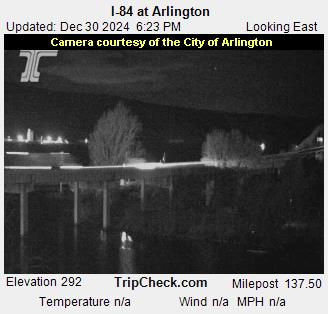 I-84 at Arlington
Updated: Dec 30 2024 6:23 PM Looking East
Camera courtesy of the City of Arlington
Elevation 292 TripCheck.com Milepost 137.50
Temperature n/a Wind n/a MPH n/a